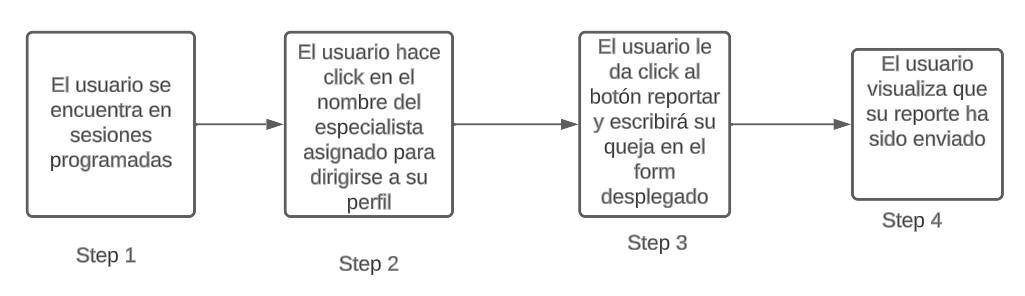 El usuario se
encuentra en
sesiones
programadas
Step 1
El usuario hace
click en el
nombre del
especialista
asignado para
dirigirse a su
perfil
Step 2
El usuario le
da click al
botón reportar
y escribirá su
queja en el
form
desplegado
Step 3
El usuario
visualiza que
su reporte ha
sido enviado
Step 4